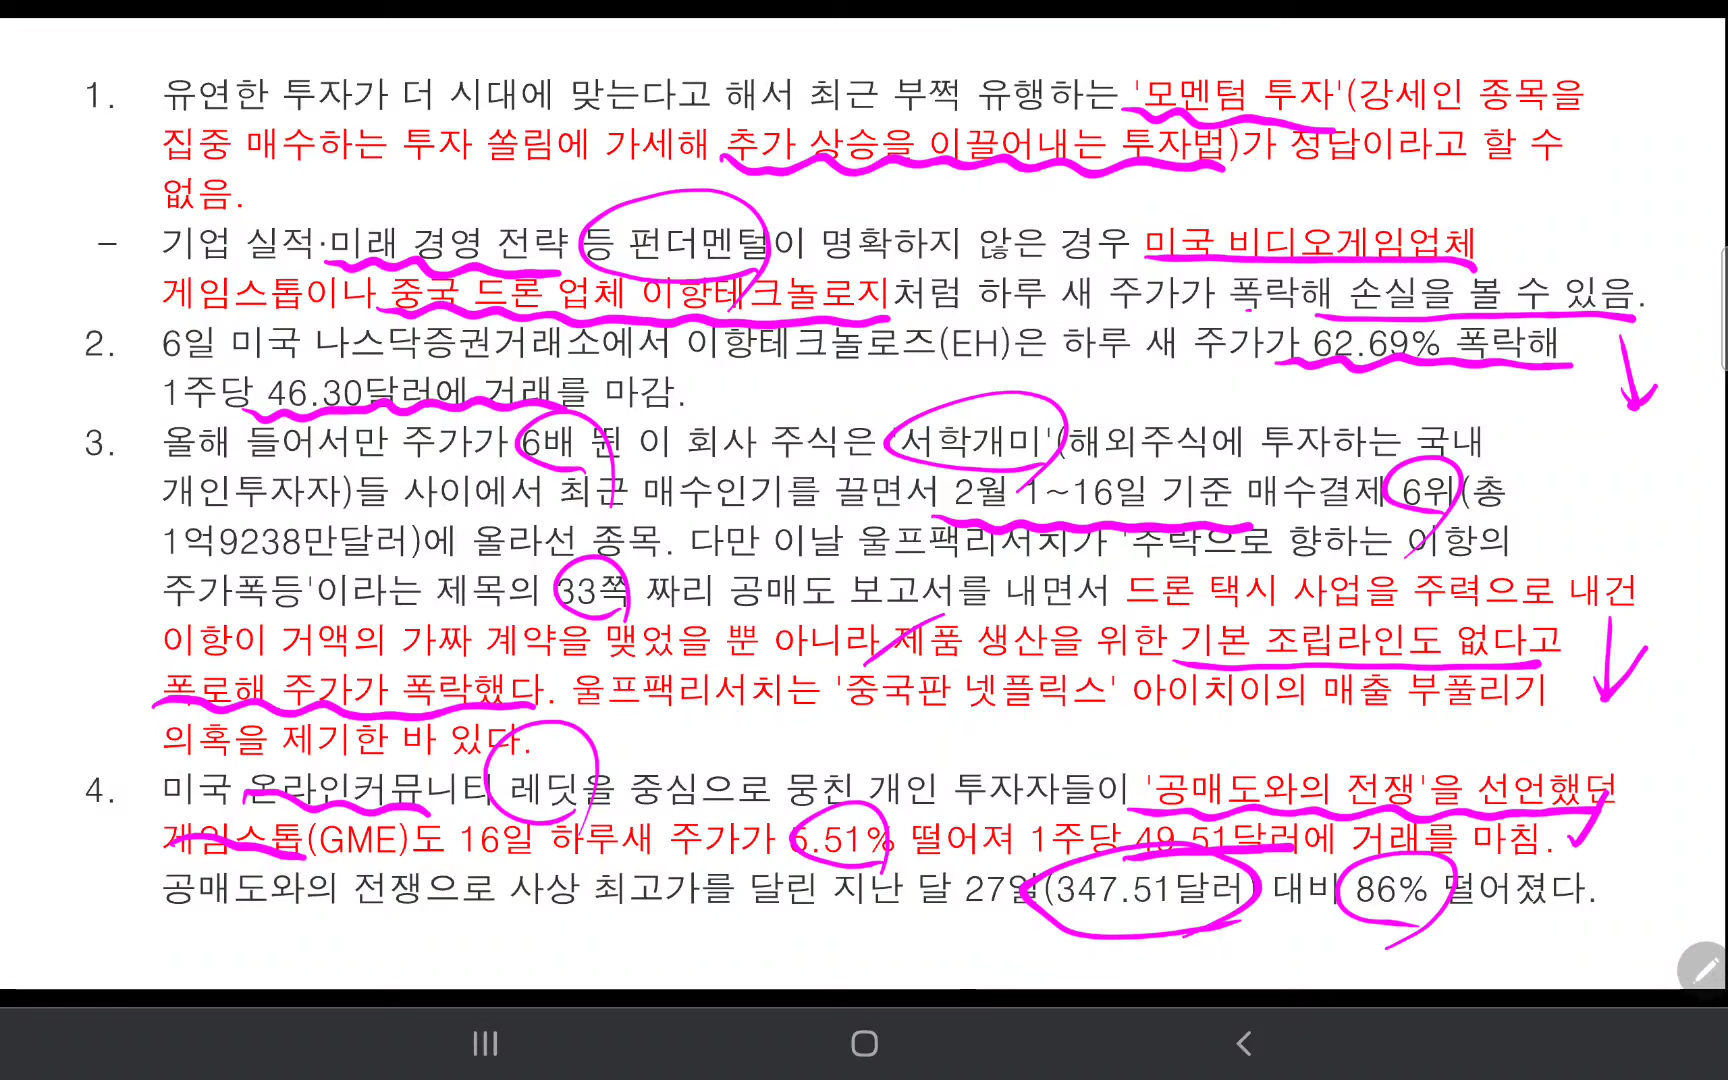 1. 유연한 투자가 더 시대에 맞는다고 해서 최근 부쩍 유행하는 '모멘텀 투자'(강세인 종목을
집중 매수하는 투자 쏠림에 가세해 추가 상승을 이끌어내는 투자법)가 정답이라고 할 수
없음.
– 기업 실적·미래 경영 전략 등 펀더멘털이 명확하지 않은 경우 미국 비디오게임업체
게임스톱이나 중국 드론 업체 이항테크놀로지처럼 하루 새 주가가 폭락해 손실을 볼 수 있음.
2. 6일 미국 나스닥증권거래소에서 이항테크놀로즈(EH)은 하루 새 주가가 62.69% 폭락해
1주당 46.30달러에 거래를 마감.
3. 올해 들어서만 주가가 6배 뛴 이 회사 주식은 '서학개미'(해외주식에 투자하는 국내
개인투자자)들 사이에서 최근 매수인기를 끌면서 2월 1~16일 기준 매수결제 6위(총
1억9238만달러)에 올라선 종목. 다만 이날 울프팩리서치가 '추락으로 향하는 이항의
주가폭등'이라는 제목의 33쪽 짜리 공매도 보고서를 내면서 드론 택시 사업을 주력으로 내건
이항이 거액의 가짜 계약을 맺었을 뿐 아니라 제품 생산을 위한 기본 조립라인도 없다고
폭로해 주가가 폭락했다. 울프팩리서치는 '중국판 넷플릭스' 아이치이의 매출 부풀리기
의혹을 제기한 바 있다.
4. 미국 온라인커뮤니티 레딧을 중심으로 뭉친 개인 투자자들이 '공매도와의 전쟁'을 선언했던
게임스톱(GME)도 16일 하루새 주가가 5.51% 떨어져 1주당 49.51달러에 거래를 마침.
공매도와의 전쟁으로 사상 최고가를 달린 지난 달 27일(347.51달러) 대비 86% 떨어졌다.